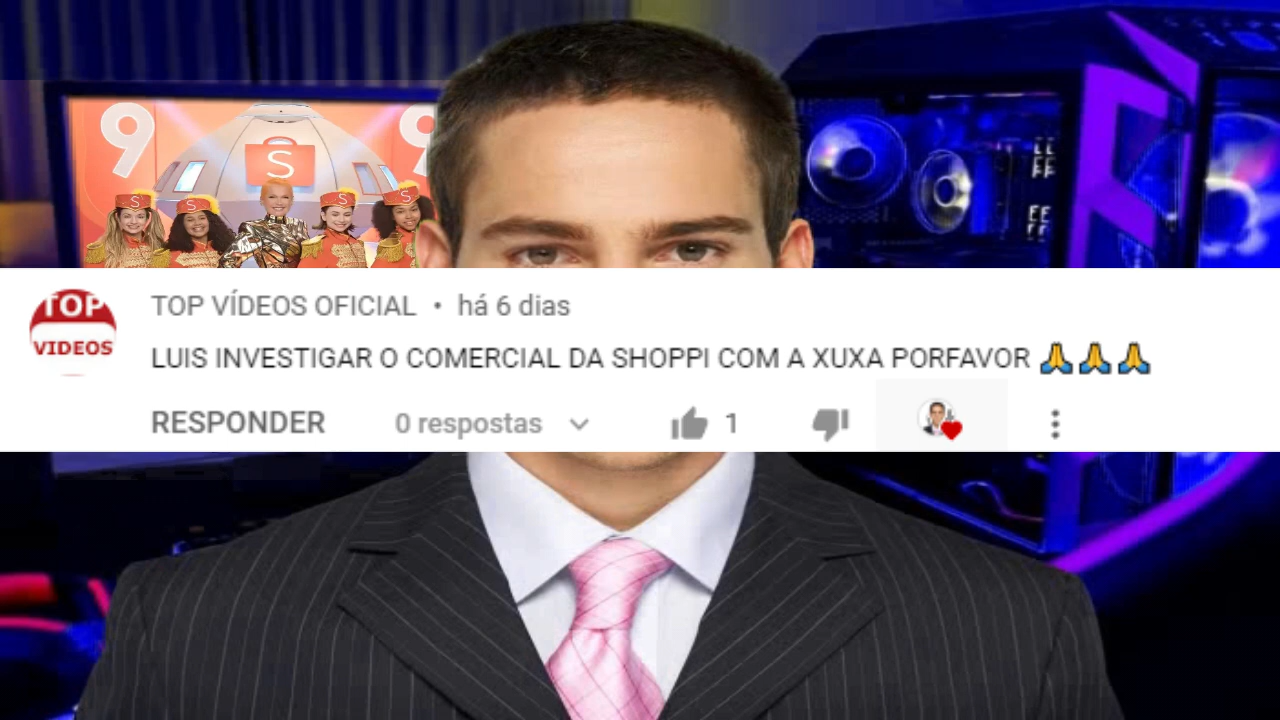 9 9
S
S S S S
TOP VÍDEOS OFICIAL • há 6 dias
TOP
VIDEOS
LUIS INVESTIGAR O COMERCIAL DA SHOPPI COM A XUXA PORFAVOR 🙏🙏🙏
RESPONDER 0 respostas 1